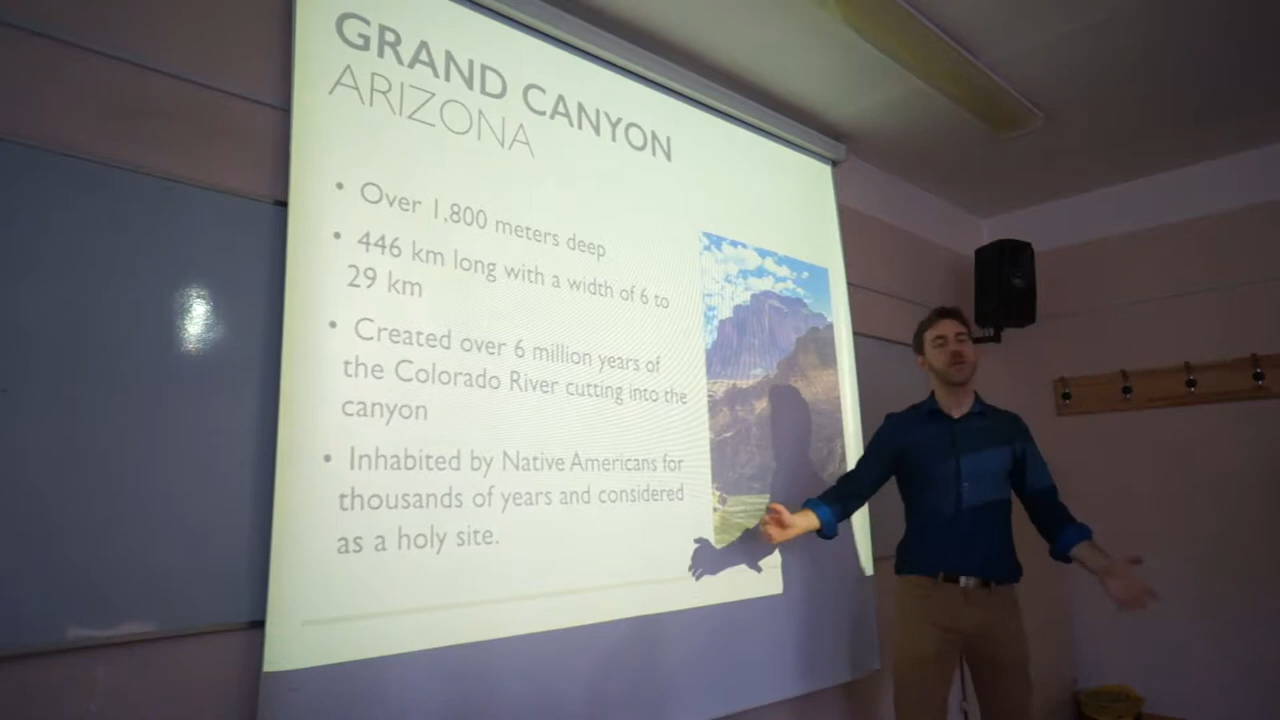 GRAND CANYON
ARIZONA
• Over 1,800 meters deep
• 446 km long with a width of 6 to
29 km
• Created over 6 million years of
the Colorado River cutting into the
canyon
• Inhabited by Native Americans for
thousands of years and considered
as a holy site.